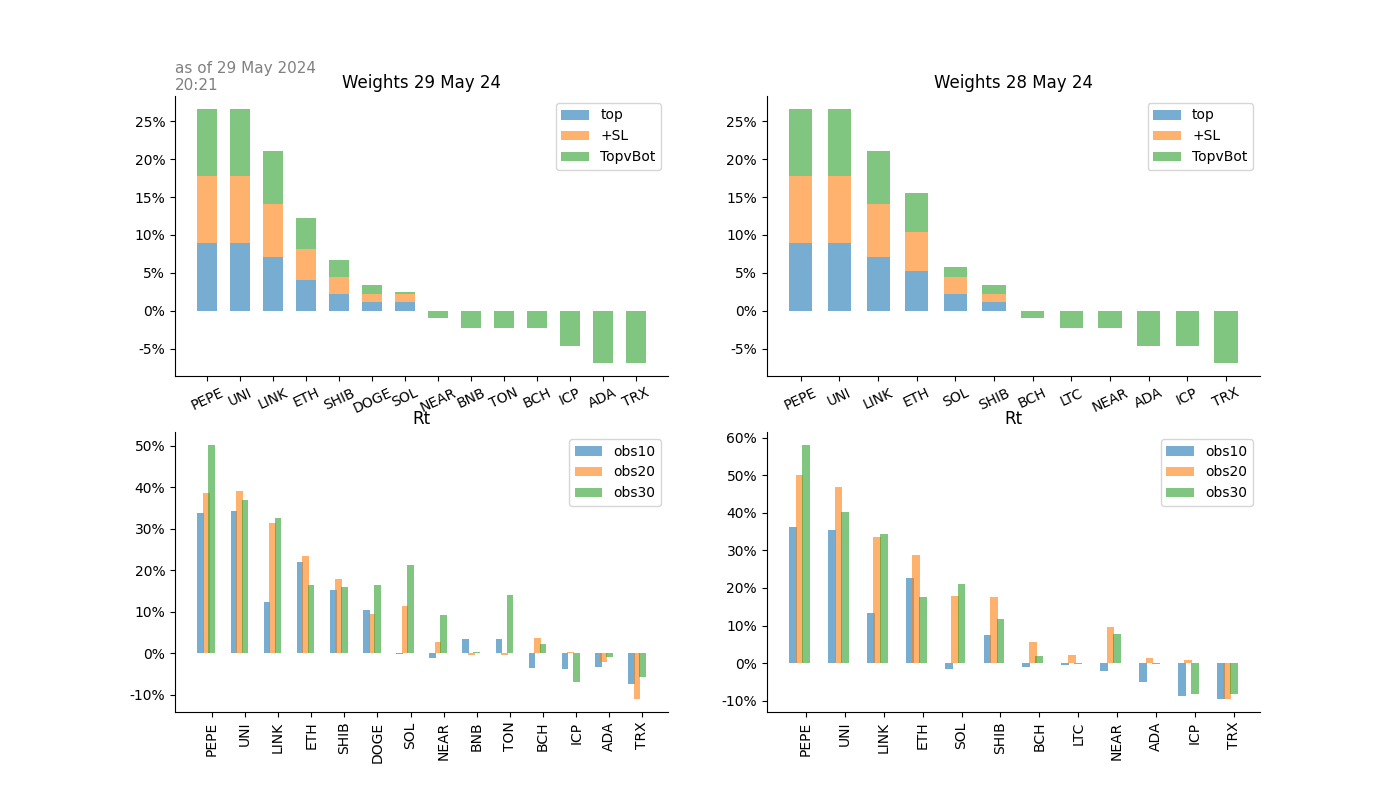 as of 29 May 2024
20:21
Weights 29 May 24
25%
20%
15%
10%
5%
0%
-5%
top
+SL
TopvBot
PEPE UNI LINK ETH SHIB DOGE SOL NEAR BNB TON BCH ICP ADA TRX
Weights 28 May 24
25%
20%
15%
10%
5%
0%
-5%
top
+SL
TopvBot
PEPE UNI LINK ETH SOL SHIB BCH LTC NEAR ADA ICP TRX
Rt
50%
40%
30%
20%
10%
0%
-10%
obs10
obs20
obs30
PEPE UNI LINK ETH SHIB DOGE SOL NEAR BNB TON BCH ICP ADA TRX
Rt
60%
50%
40%
30%
20%
10%
0%
-10%
obs10
obs20
obs30
PEPE UNI LINK ETH SOL SHIB BCH LTC NEAR ADA ICP TRX